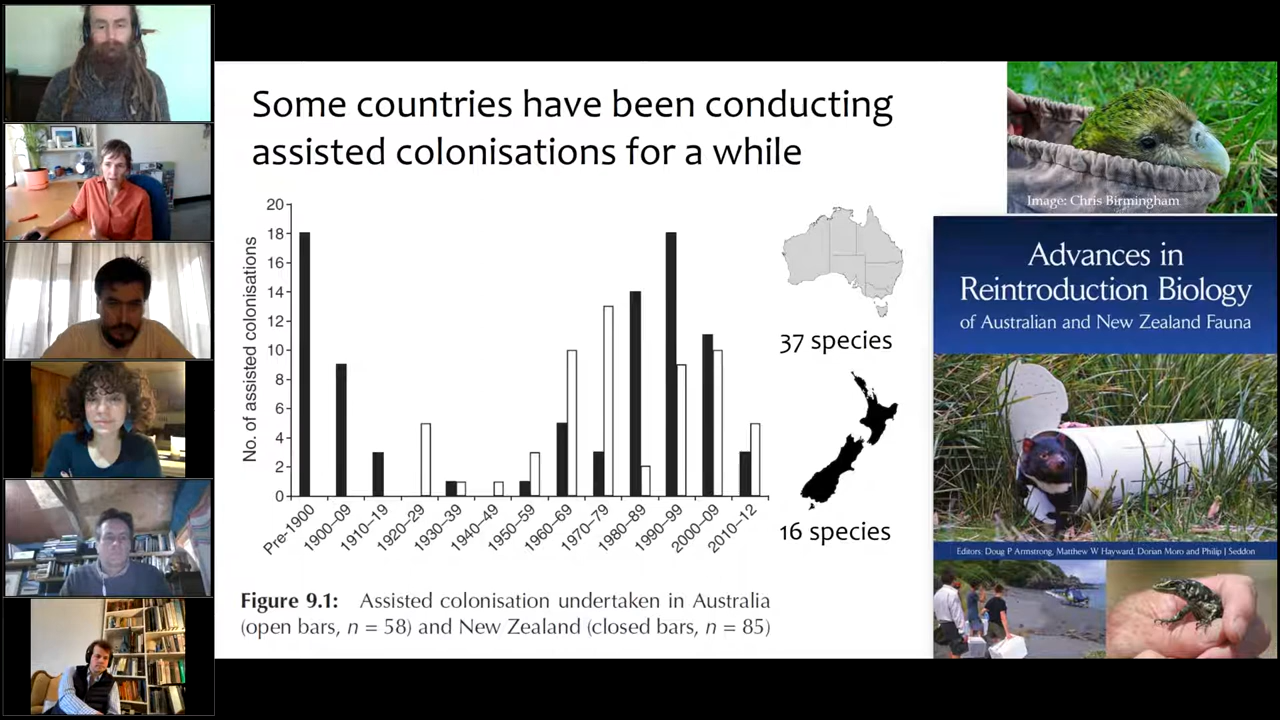 Some countries have been conducting
assisted colonisations for a while
No. of assisted colonisations
20
18
16
14
12
10
8
6
4
2
0
Pre-1900
1900–09
1910–19
1920–29
1930–39
1940–49
1950–59
1960–69
1970–79
1980–89
1990–99
2000–09
2010–12
37 species
16 species
Figure 9.1: Assisted colonisation undertaken in Australia
(open bars, n = 58) and New Zealand (closed bars, n = 85)
Image: Chris Birmingham
Advances in
Reintroduction Biology
of Australian and New Zealand Fauna
Editors: Doug P Armstrong, Matthew W Hayward, Dorian Moro and Philip J Seddon